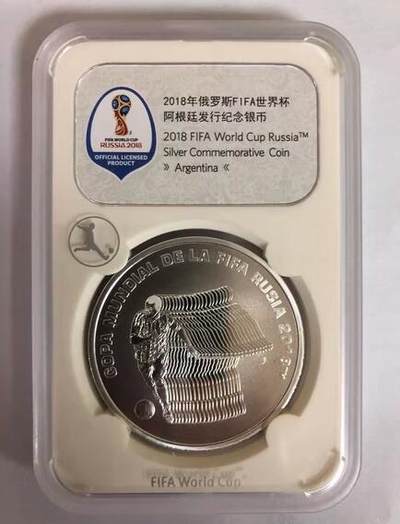 2018年俄罗斯FIFA世界杯
阿根廷发行纪念银币
2018 FIFA World Cup Russia™
Silver Commemorative Coin
» Argentina «
FIFA WORLD CUP
RUSSIA 2018
OFFICIAL LICENSED
PRODUCT
COPA MUNDIAL DE LA FIFA RUSIA 2018™
FIFA World Cup